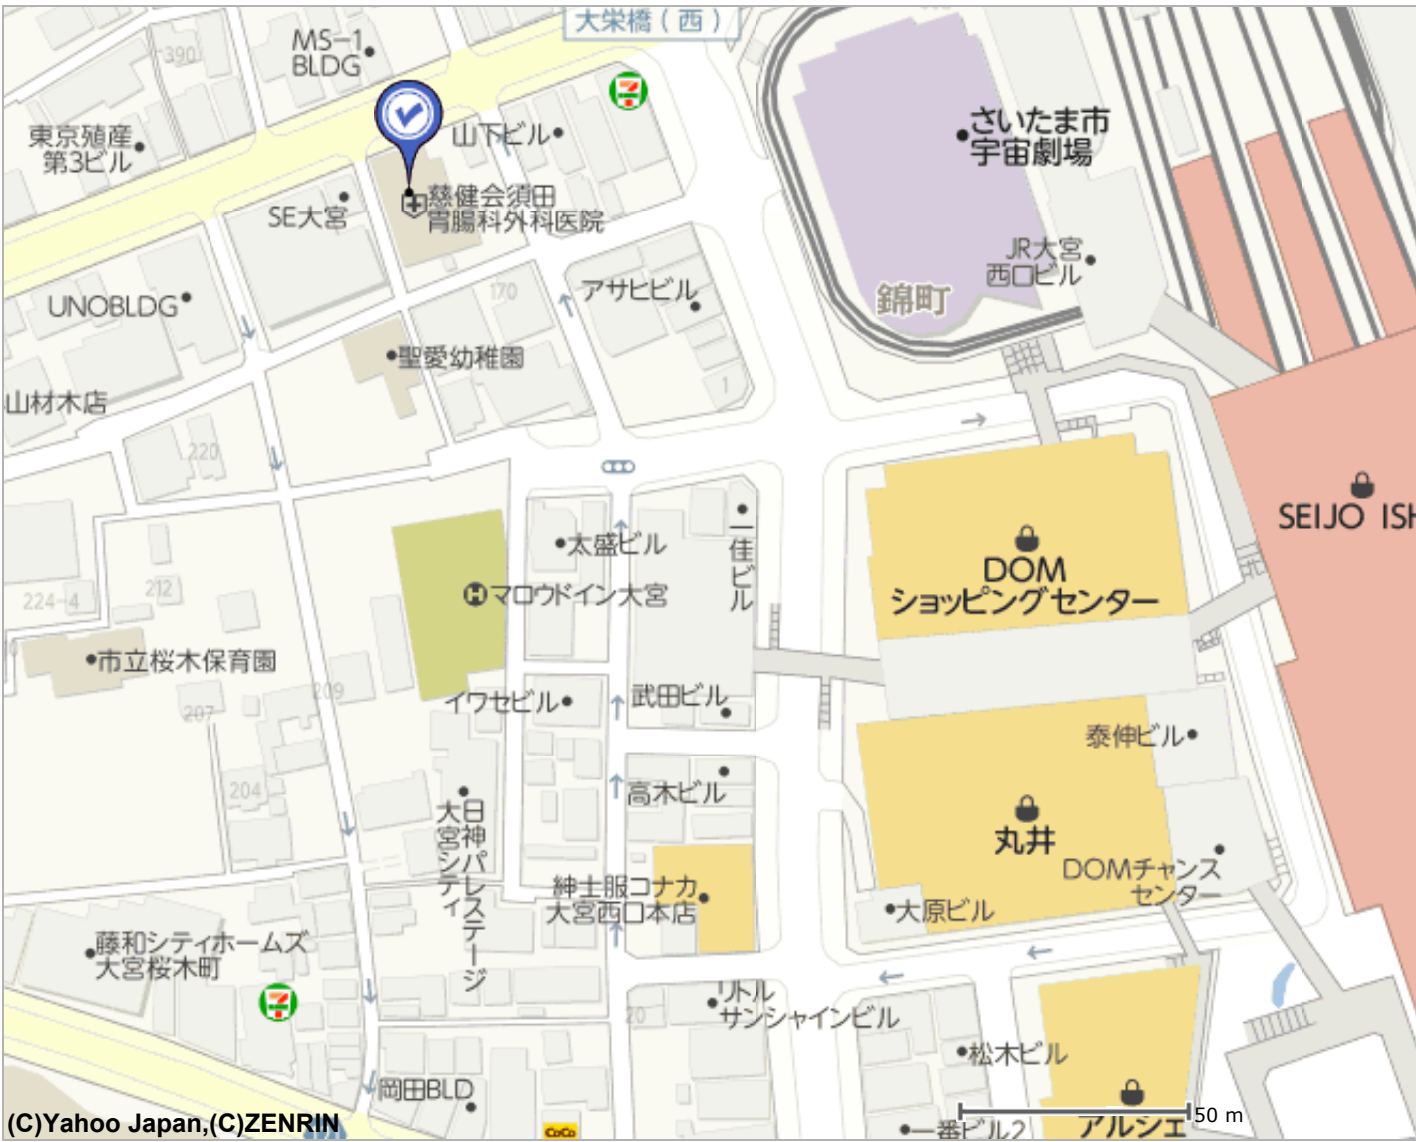 大栄橋（西）
MS-1
BLDG
390
東京殖産
第3ビル
山下ビル
さいたま市
宇宙劇場
慈健会須田
胃腸科外科医院
SE大宮
JR大宮
西口ビル
UNOBLDG
170
アサヒビル
錦町
聖愛幼稚園
1
山材木店
220
SEIJO ISH
太盛ビル
一佳ビル
DOM
ショッピングセンター
マロウドイン大宮
212
224-4
市立桜木保育園
209
207
イワセビル
武田ビル
泰伸ビル
204
高木ビル
日神パレステージ
大宮シティ
丸井
DOMチャンス
センター
紳士服コナカ
大宮西口本店
大原ビル
藤和シティホームズ
大宮桜木町
リトル
サンシャインビル
20
松木ビル
岡田BLD
CoCo
一番ビル2
アルシェ
50 m
(C)Yahoo Japan,(C)ZENRIN